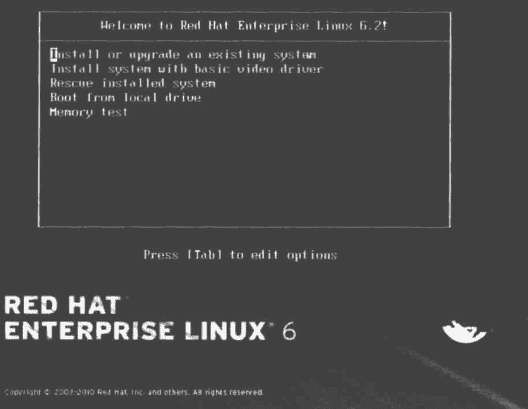 Welcome to Red Hat Enterprise Linux 6.2!
Install or upgrade an existing system
Install system with basic video driver
Rescue installed system
Boot from local drive
Memory test
Press [Tab] to edit options
RED HAT
ENTERPRISE LINUX 6
Copyright © 2003-2010 Red Hat, Inc. and others. All rights reserved.